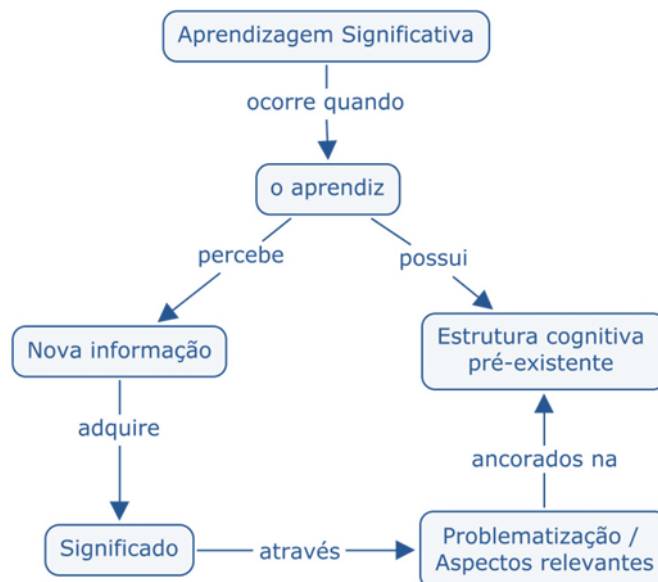 Aprendizagem Significativa
ocorre quando
o aprendiz
percebe
possui
Nova informação
Estrutura cognitiva
pré-existente
adquire
ancorados na
Significado
através
Problematização /
Aspectos relevantes